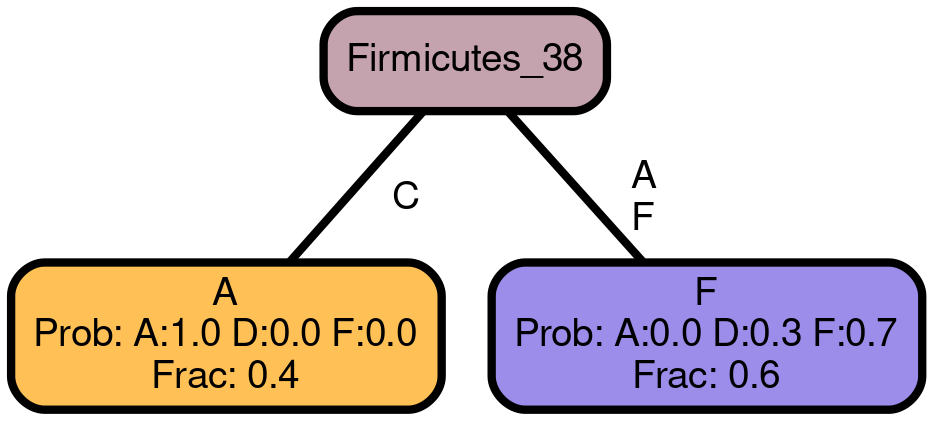 Firmicutes_38
C
A
F
A
Prob: A:1.0 D:0.0 F:0.0
Frac: 0.4
F
Prob: A:0.0 D:0.3 F:0.7
Frac: 0.6